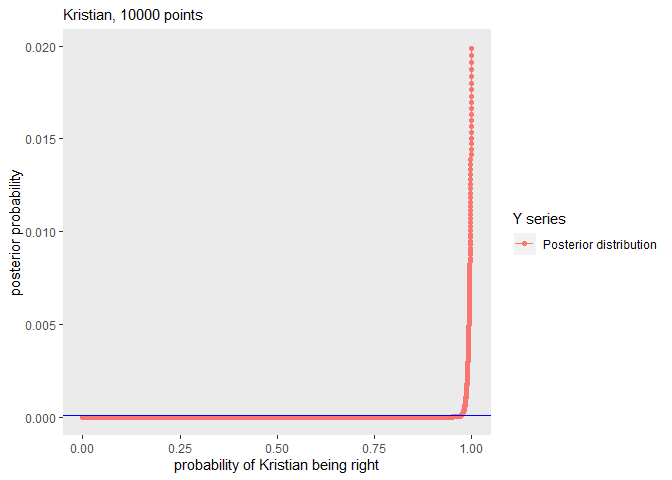 Kristian, 10000 points
0.020
0.015
0.010
0.005
0.000
posterior probability
0.00 0.25 0.50 0.75 1.00
probability of Kristian being right
Y series
Posterior distribution